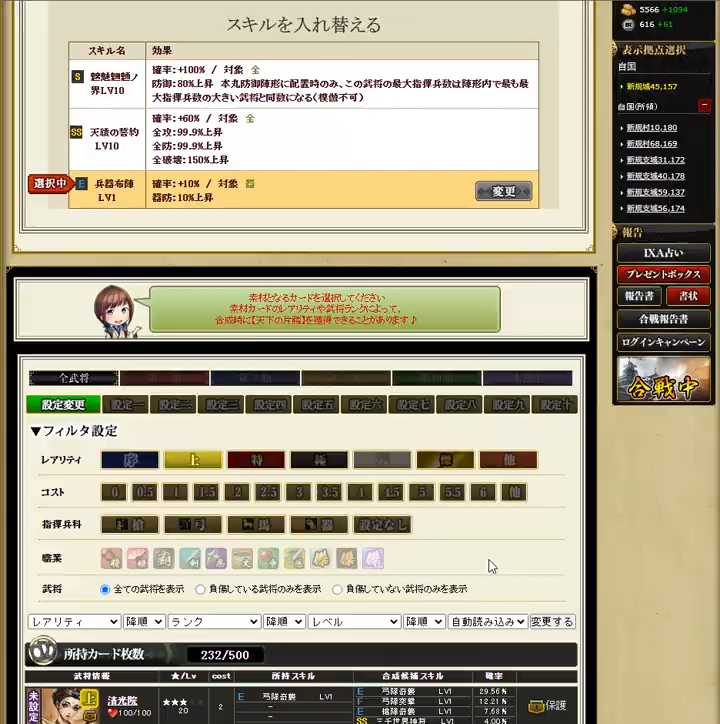 スキルを入れ替える
スキル名 効果
S 魑魅魍魎ノ界LV10
確率:+100% / 対象 全
防御:80%上昇 本丸防御陣形に配置時のみ、この武将の最大指揮兵数は陣形内で最も最
大指揮兵数の大きい武将と同数になる(模倣不可)
SS 天綾の誓約
LV10
確率:+60% / 対象 全
全攻:99.9%上昇
全防:99.9%上昇
全破壊:150%上昇
選択中 E 兵器布陣
LV1
確率:+10% / 対象 器
器防:10%上昇
変更
素材となるカードを選択してください
素材カードのレアリティや武将ランクによって、
合成時に【天下の片鱗】を獲得できることがあります♪
全武将
設定変更 設定一 設定二 設定三 設定四 設定五 設定六 設定七 設定八 設定九 設定十
▼フィルタ設定
レアリティ 序 上 特 極 他
コスト 0 0.5 1 1.5 2 2.5 3 3.5 4 4.5 5 5.5 6 他
指揮兵科 槍 弓 馬 器 設定なし
職業
武将 全ての武将を表示 負傷している武将のみを表示 負傷していない武将のみを表示
レアリティ 降順 ランク 降順 レベル 降順 自動読み込み 変更する
所持カード枚数 232/500
武将情報 ★/Lv cost 所持スキル 合成候補スキル 確率
未設定 上 清光院 100/100 ★★★ 20 2 E 弓隊奇襲 LV1
E 弓隊奇襲 LV1 29.56%
F 弓隊突撃 LV1 12.21%
E 槍隊奇襲 LV1 7.68%
SS 三千世界神将 LV1 4.00%
保護
5566 +1094
616 +61
表示拠点選択
自国
新規城45,157
自国(所領)
新規村10,180
新規村68,169
新規支城31,172
新規支城40,178
新規支城59,137
新規支城56,174
報告
IXA占い
プレゼントボックス
報告書 書状
合戦報告書
ログインキャンペーン
合戦中